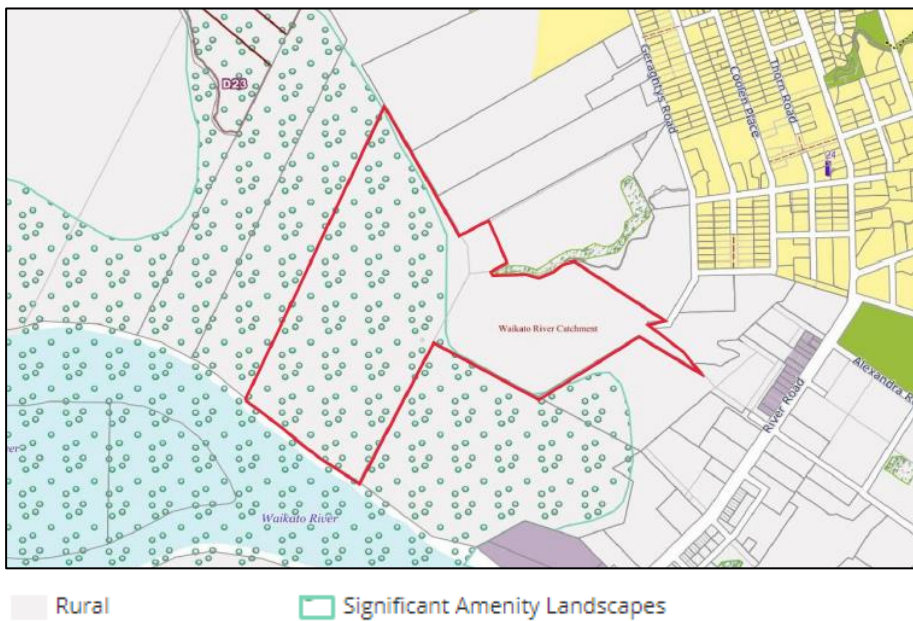 D23
Geraghtys Road
Coolen Place
Thorn Road
24
Waikato River Catchment
River Road
Alexandra R
Waikato River
Rural
Significant Amenity Landscapes